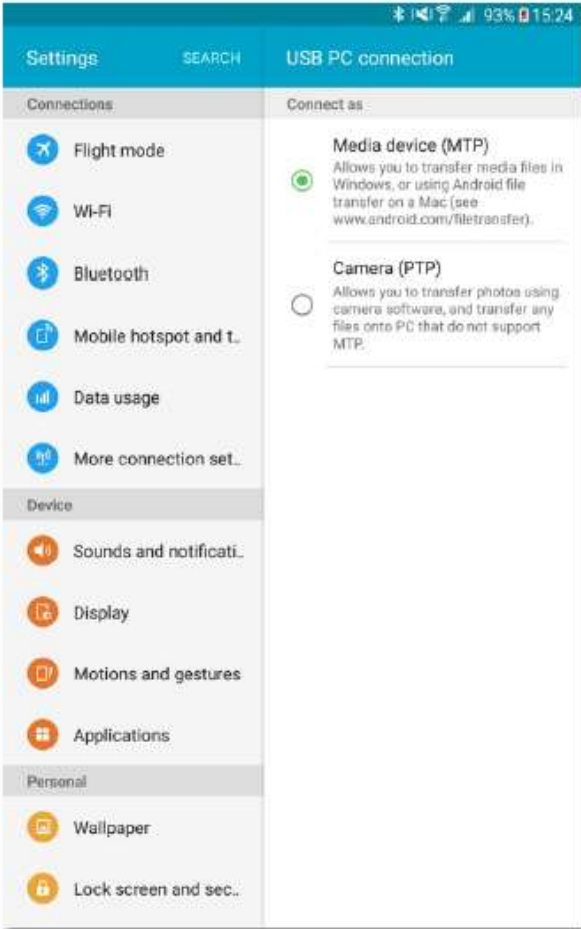 93% 15:24
Settings SEARCH
Connections
Flight mode
Wi-Fi
Bluetooth
Mobile hotspot and t..
Data usage
More connection set..
Device
Sounds and notificati..
Display
Motions and gestures
Applications
Personal
Wallpaper
Lock screen and sec..
USB PC connection
Connect as
Media device (MTP)
Allows you to transfer media files in
Windows, or using Android file
transfer on a Mac (see
www.android.com/filetransfer).
Camera (PTP)
Allows you to transfer photos using
camera software, and transfer any
files onto PC that do not support
MTP.